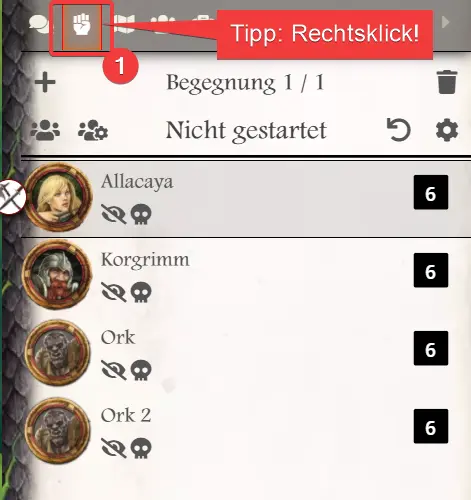 Tipp: Rechtsklick!
1
Begegnung 1 / 1
Nicht gestartet
Allacaya
6
Korgrimm
6
Ork
6
Ork 2
6